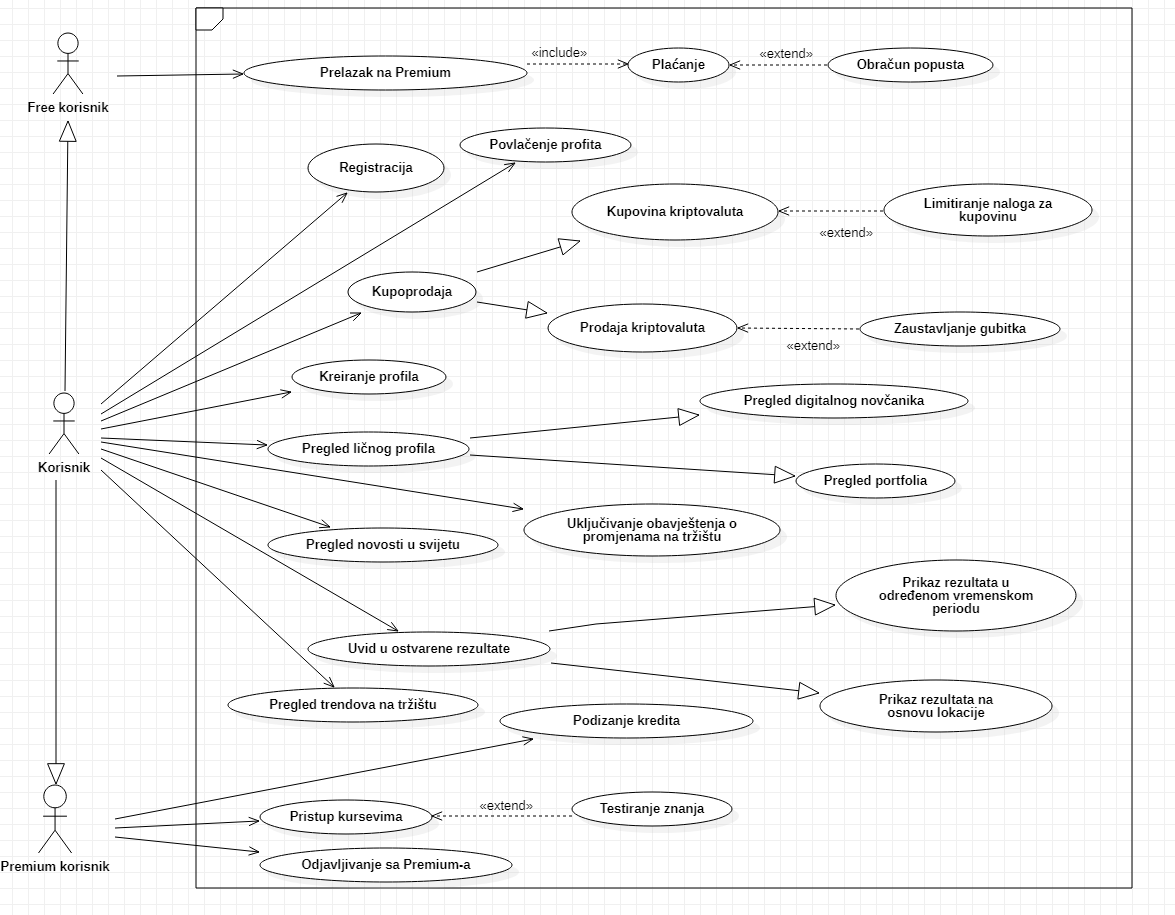 Free korisnik
Prelazak na Premium
«include»
Plaćanje
«extend»
Obračun popusta
Registracija
Povlačenje profita
Kupovina kriptovaluta
«extend»
Limitiranje naloga za
kupovinu
Kupoprodaja
Prodaja kriptovaluta
«extend»
Zaustavljanje gubitka
Kreiranje profila
Korisnik
Pregled ličnog profila
Pregled digitalnog novčanika
Pregled portfolia
Uključivanje obavještenja o
promjenama na tržištu
Pregled novosti u svijetu
Uvid u ostvarene rezultate
Prikaz rezultata u
određenom vremenskom
periodu
Prikaz rezultata na
osnovu lokacije
Pregled trendova na tržištu
Podizanje kredita
Premium korisnik
Pristup kursevima
«extend»
Testiranje znanja
Odjavljivanje sa Premium-a